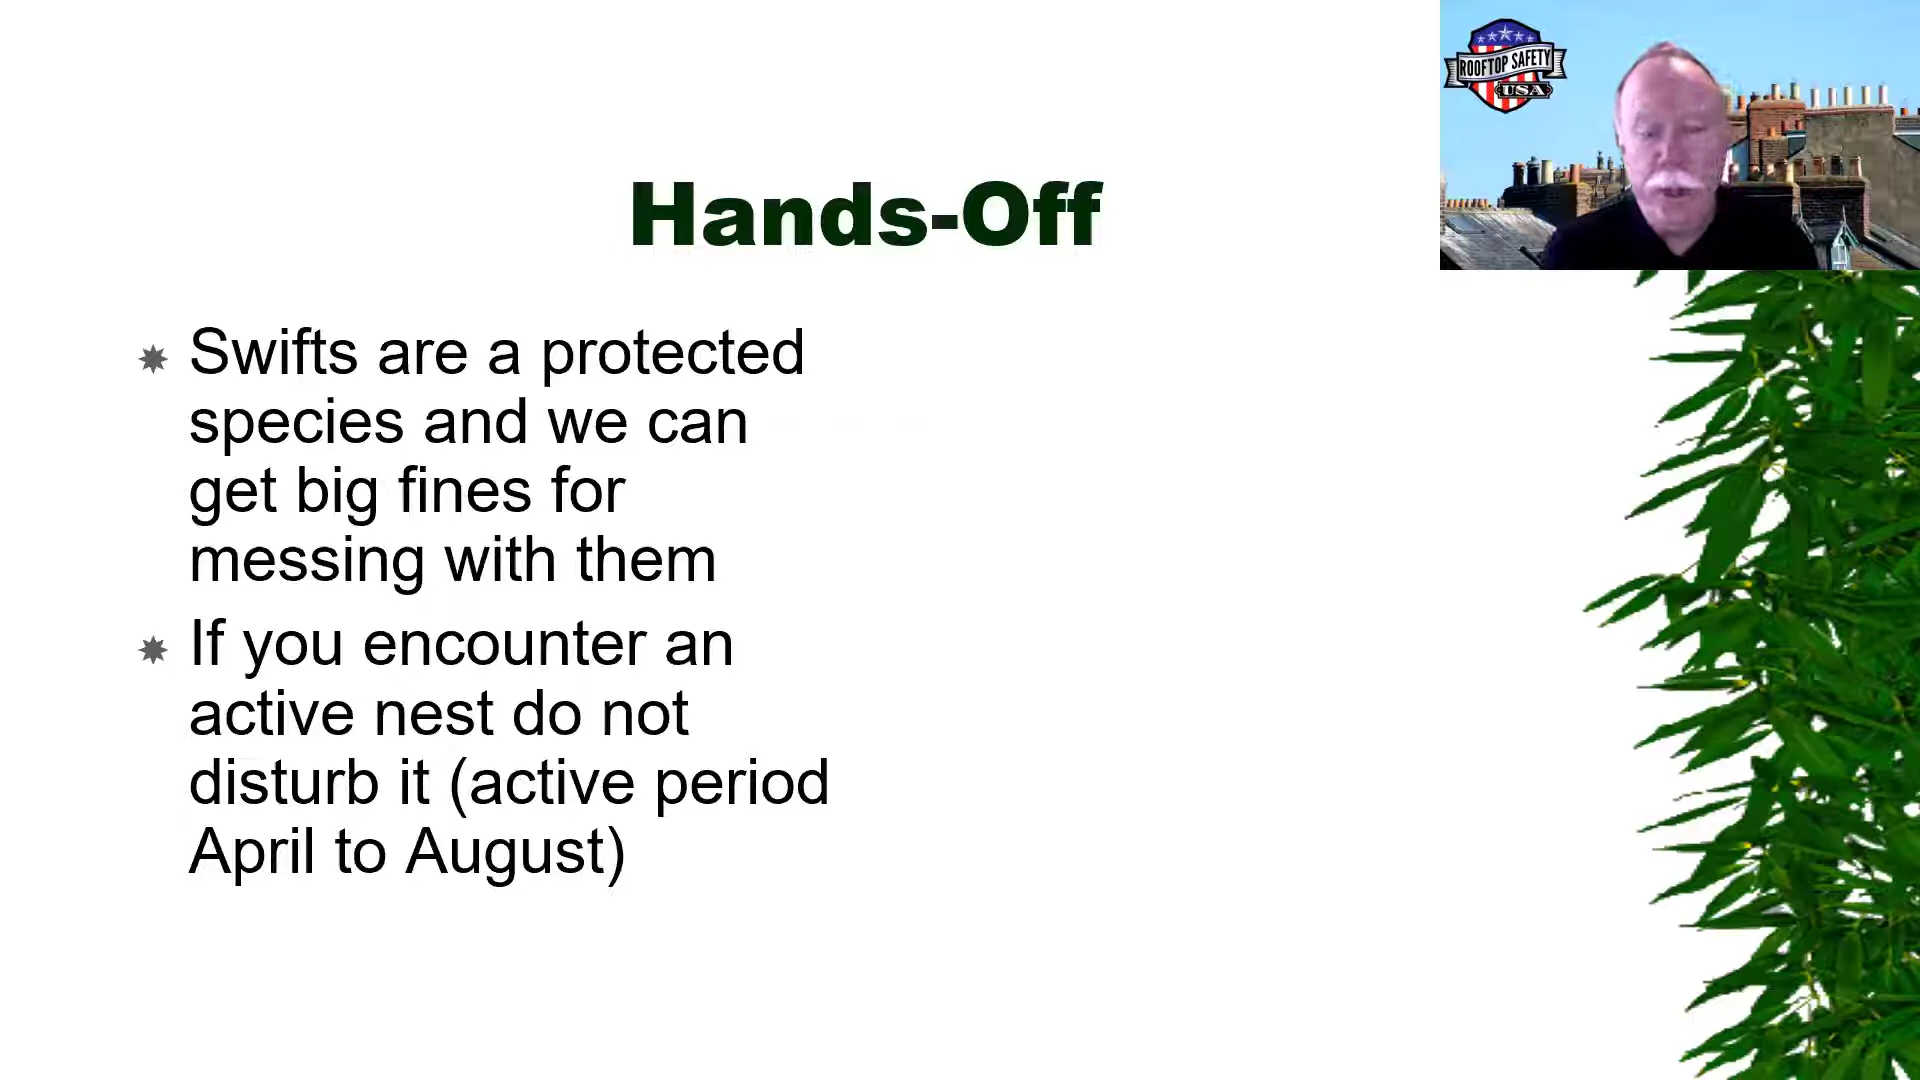 ROOFTOP SAFETY
USA
Hands-Off
Swifts are a protected
species and we can
get big fines for
messing with them
If you encounter an
active nest do not
disturb it (active period
April to August)